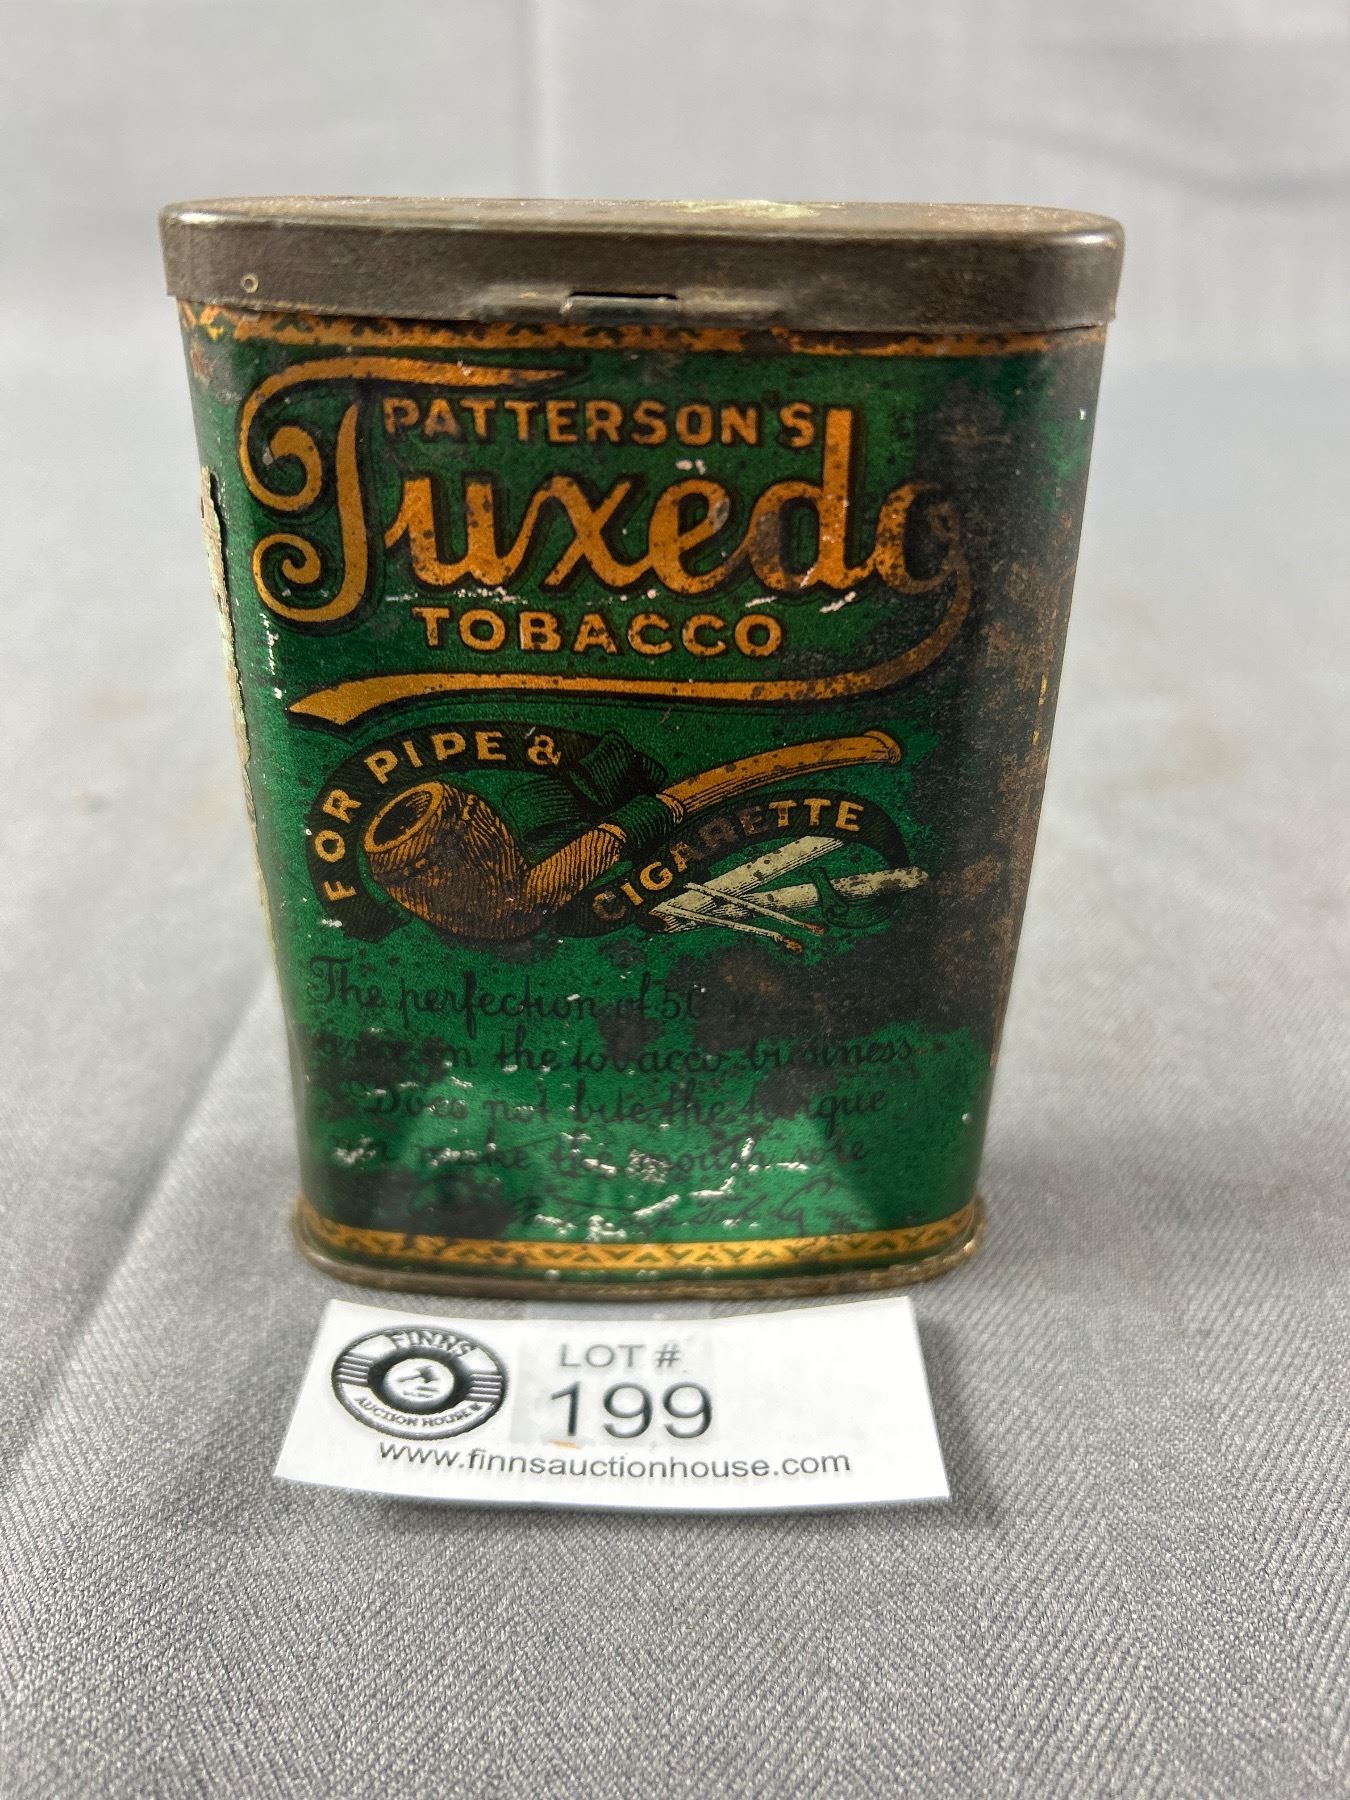 PATTERSON'S
Tuxedo
TOBACCO
FOR PIPE &
CIGARETTE
The perfection of 50
in the tobacco business
Does not bite the tongue
make the mouth sore
FINNS
AUCTION HOUSE
LOT #
199
www.finnsauctionhouse.com